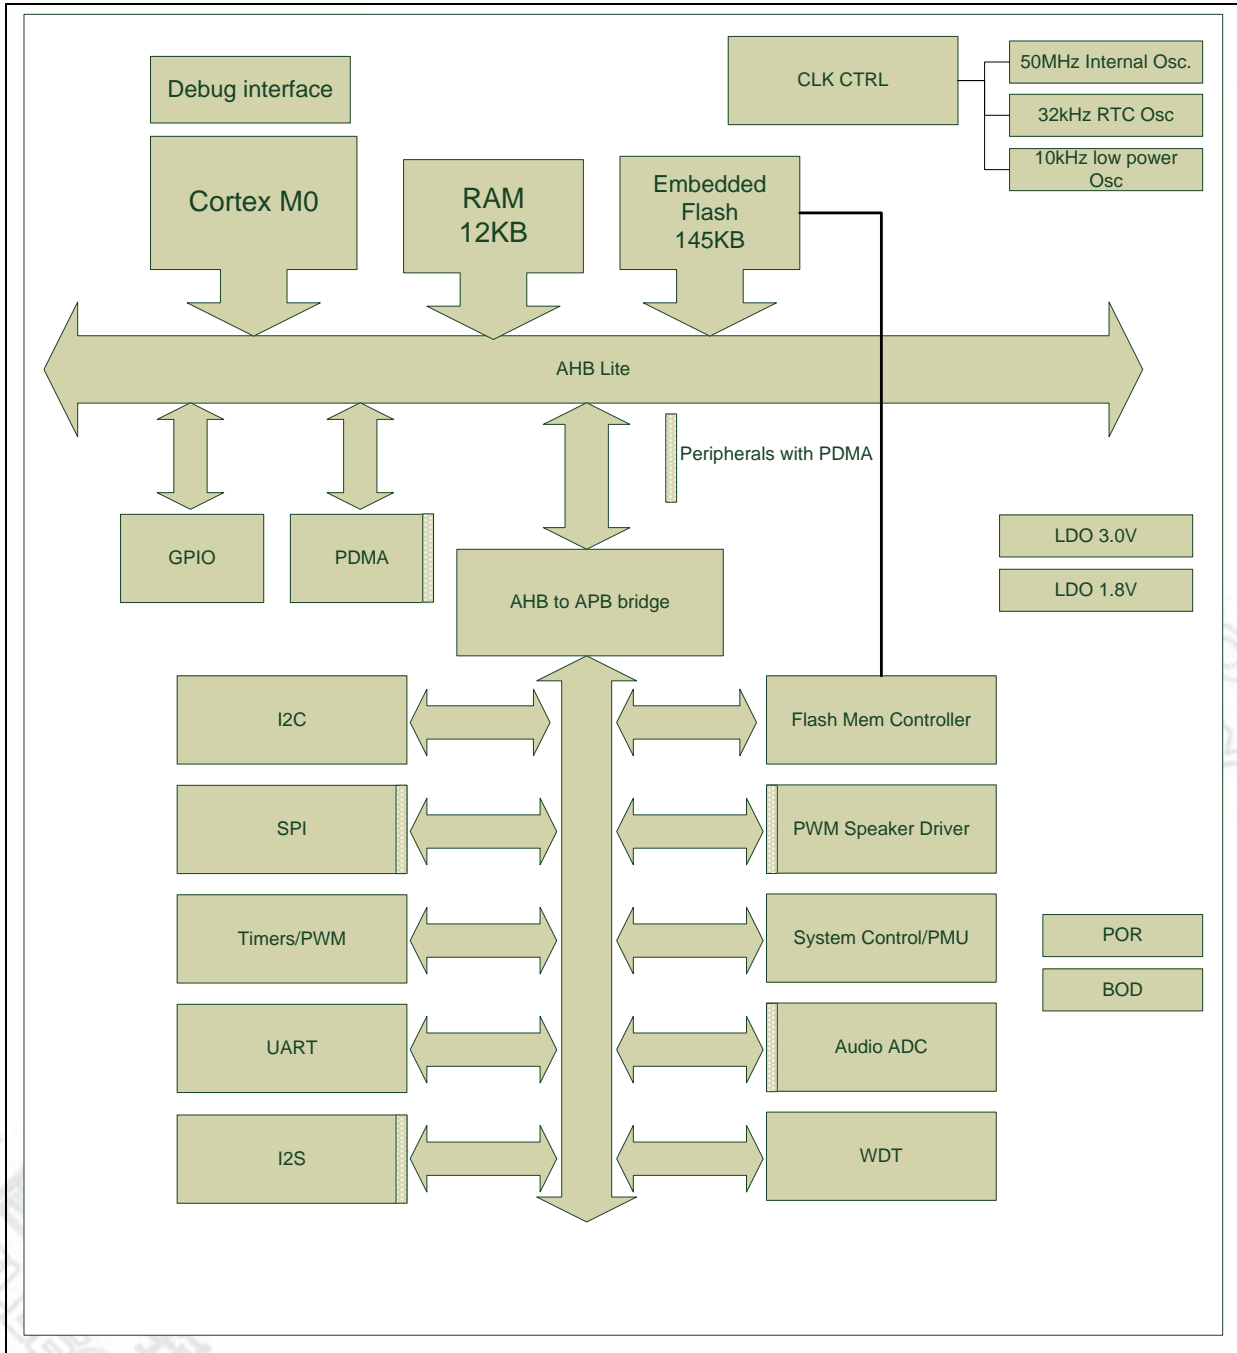 Debug interface
CLK CTRL
50MHz Internal Osc.
32kHz RTC Osc
10kHz low power
Osc
Cortex M0
RAM
12KB
Embedded
Flash
145KB
AHB Lite
Peripherals with PDMA
GPIO
PDMA
LDO 3.0V
LDO 1.8V
AHB to APB bridge
I2C
Flash Mem Controller
SPI
PWM Speaker Driver
Timers/PWM
System Control/PMU
POR
BOD
UART
Audio ADC
I2S
WDT